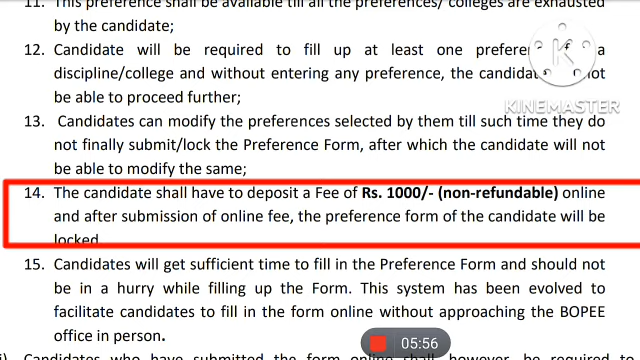 11. This preference shall be available till all the preferences/ colleges are exhausted
by the candidate;
12. Candidate will be required to fill up at least one prefere a
discipline/college and without entering any preference, the candidat not
be able to proceed further;
KINEMASTER
13. Candidates can modify the preferences selected by them till such time they do
not finally submit/lock the Preference Form, after which the candidate will not
be able to modify the same;
14. The candidate shall have to deposit a Fee of Rs. 1000/- (non-refundable) online
and after submission of online fee, the preference form of the candidate will be
locked
15. Candidates will get sufficient time to fill in the Preference Form and should not
be in a hurry while filling up the Form. This system has been evolved to
facilitate candidates to fill in the form online without approaching the BOPEE
office in person.
05:56
Candidates who have submitted the form online shall, however, be required to